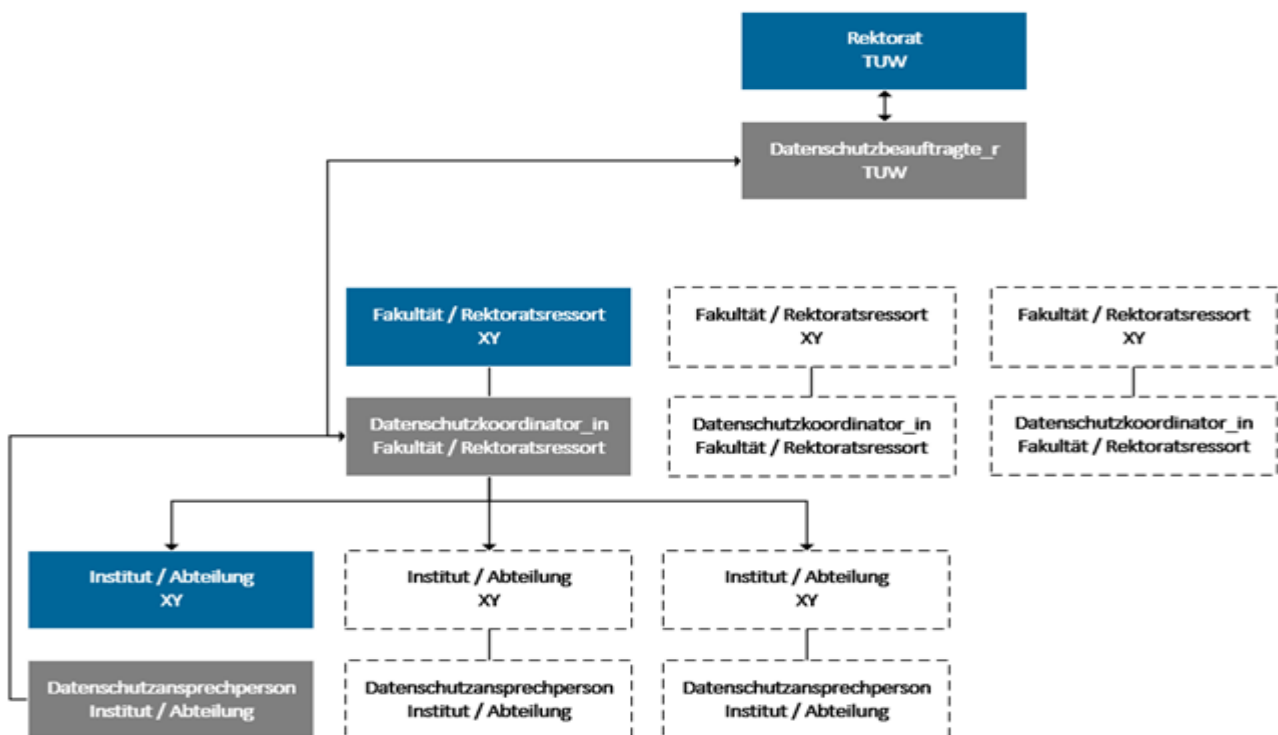 Rektorat
TUW
Datenschutzbeauftragte_r
TUW
Fakultät / Rektoratsressort
XY
Fakultät / Rektoratsressort
XY
Fakultät / Rektoratsressort
XY
Datenschutzkoordinator_in
Fakultät / Rektoratsressort
Datenschutzkoordinator_in
Fakultät / Rektoratsressort
Datenschutzkoordinator_in
Fakultät / Rektoratsressort
Institut / Abteilung
XY
Institut / Abteilung
XY
Institut / Abteilung
XY
Datenschutzansprechperson
Institut / Abteilung
Datenschutzansprechperson
Institut / Abteilung
Datenschutzansprechperson
Institut / Abteilung